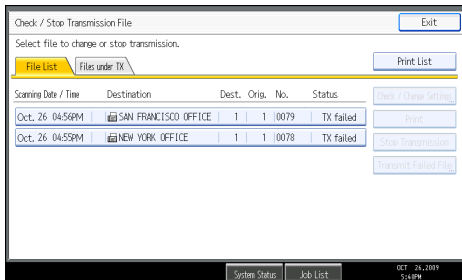 Check / Stop Transmission File
Exit
Select file to change or stop transmission.
File List
Files under TX
Print List
Scanning Date / Time Destination Dest. Orig. No. Status
Oct. 26 04:56PM SAN FRANCISCO OFFICE 1 1 0079 TX failed
Oct. 26 04:55PM NEW YORK OFFICE 1 1 0078 TX failed
Check / Change Settings
Print
Stop Transmission
Transmit Failed File
System Status
Job List
OCT 26,2009
5:40PM